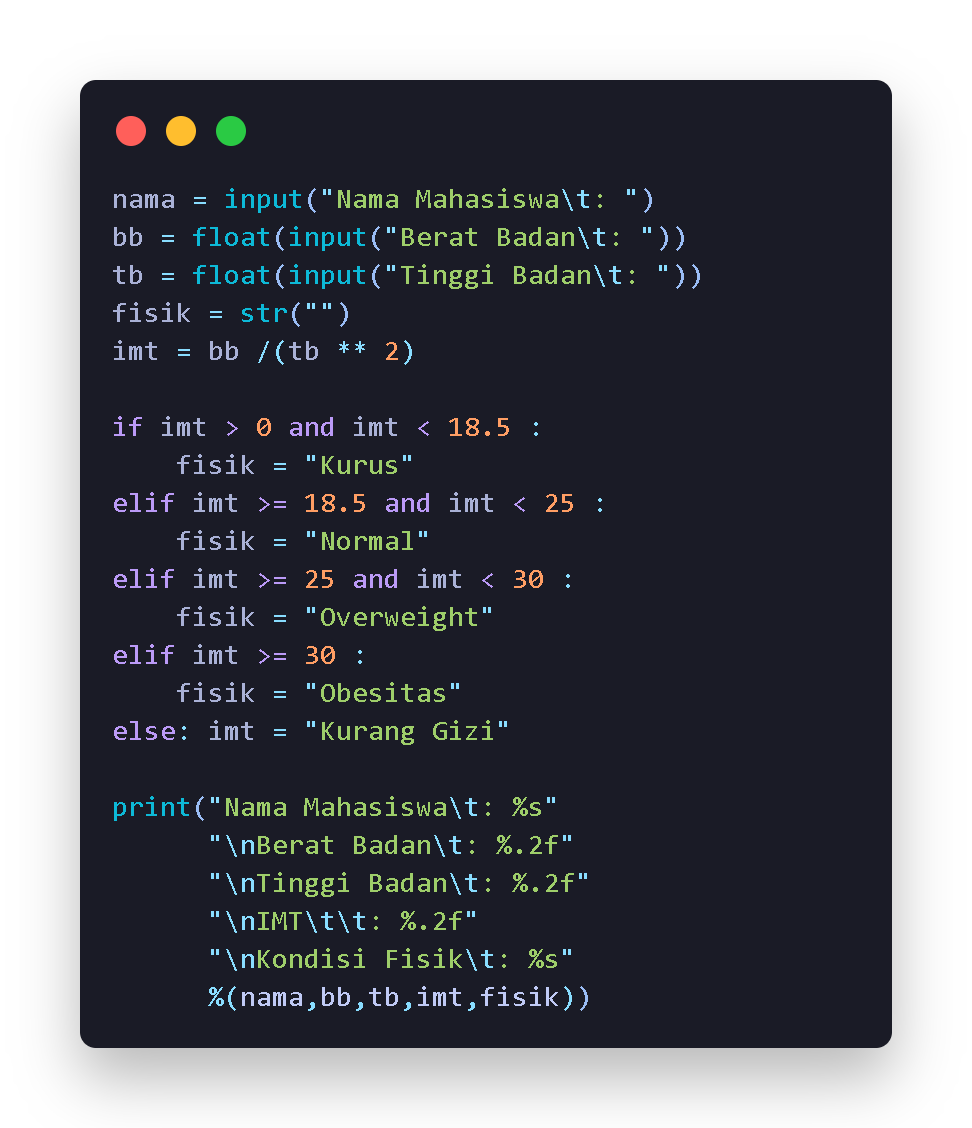 nama = input("Nama Mahasiswa\t: ")
bb = float(input("Berat Badan\t: "))
tb = float(input("Tinggi Badan\t: "))
fisik = str("")
imt = bb /(tb ** 2)

if imt > 0 and imt < 18.5 :
    fisik = "Kurus"
elif imt >= 18.5 and imt < 25 :
    fisik = "Normal"
elif imt >= 25 and imt < 30 :
    fisik = "Overweight"
elif imt >= 30 :
    fisik = "Obesitas"
else: imt = "Kurang Gizi"

print("Nama Mahasiswa\t: %s"
      "\nBerat Badan\t: %.2f"
      "\nTinggi Badan\t: %.2f"
      "\nIMT\t\t: %.2f"
      "\nKondisi Fisik\t: %s"
      %(nama,bb,tb,imt,fisik))